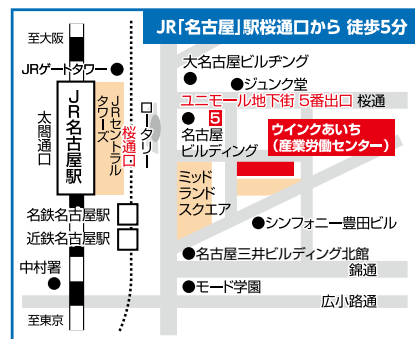 JR「名古屋」駅桜通口から 徒歩5分
至大阪
JRゲートタワー
大名古屋ビルヂング
ジュンク堂
ユニモール地下街 5番出口 桜通
5
名古屋
ビルディング
ウインクあいち
(産業労働センター)
太閤通口
JR名古屋駅
JRセントラル
タワーズ
桜通口
ロータリー
ミッド
ランド
スクエア
名鉄名古屋駅
近鉄名古屋駅
シンフォニー豊田ビル
名古屋三井ビルディング北館
錦通
中村署
モード学園
広小路通
至東京